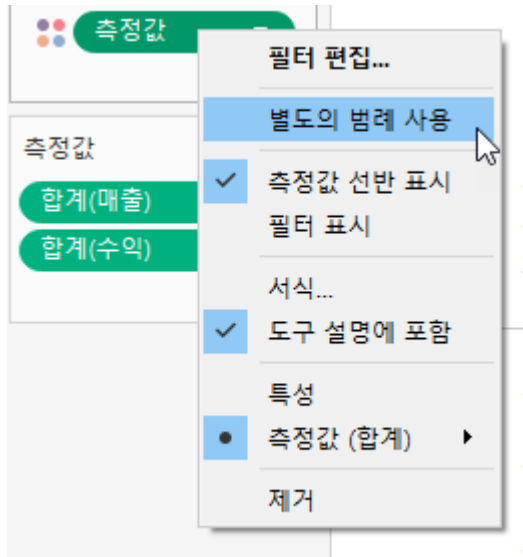 측정값
필터 편집...
별도의 범례 사용
측정값
합계(매출)
합계(수익)
측정값 선반 표시
필터 표시
서식...
도구 설명에 포함
특성
측정값 (합계)
제거